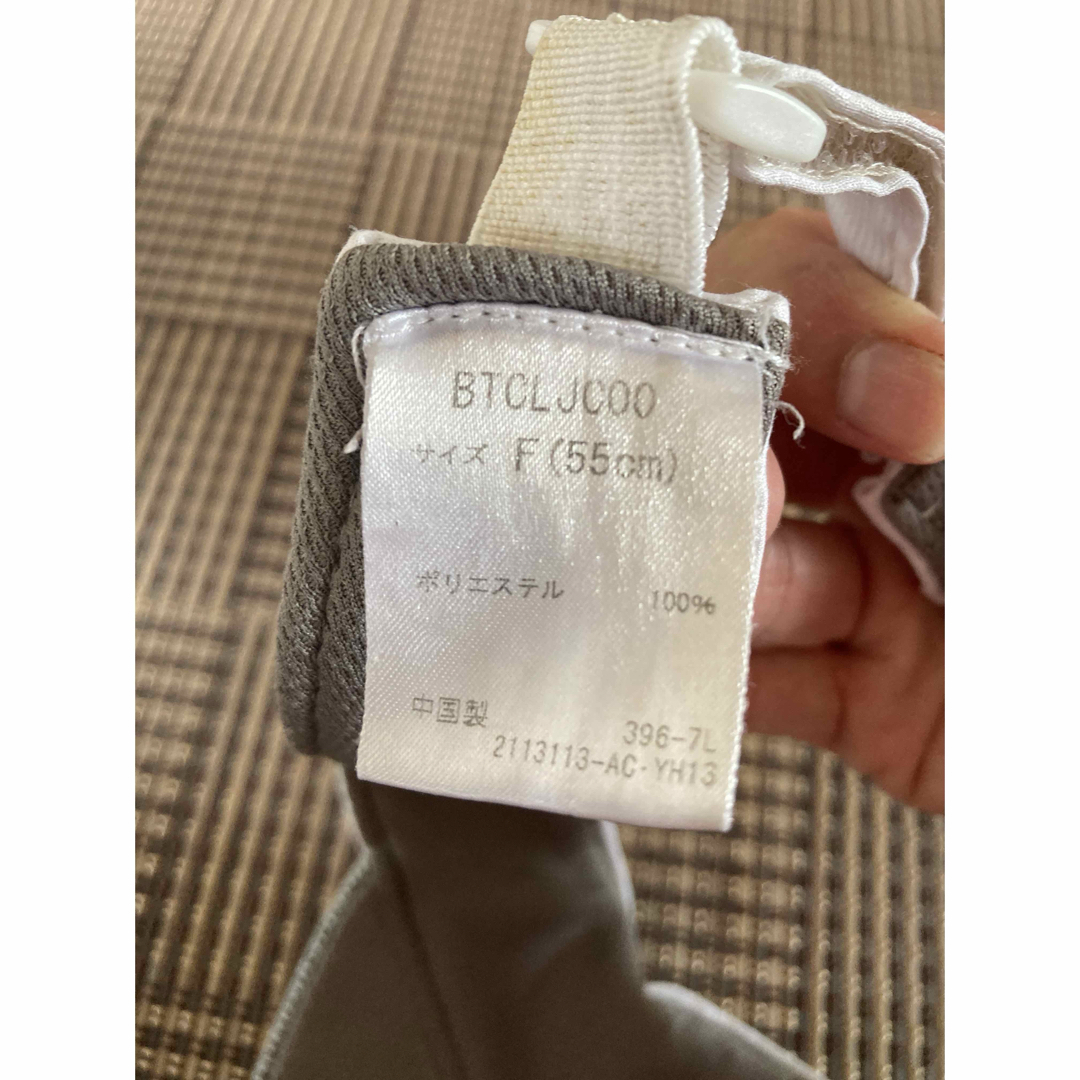 BTCLJC00
サイズ F(55cm)
ポリエステル 100%
中国製
396-7L
2113113-AC-YH13